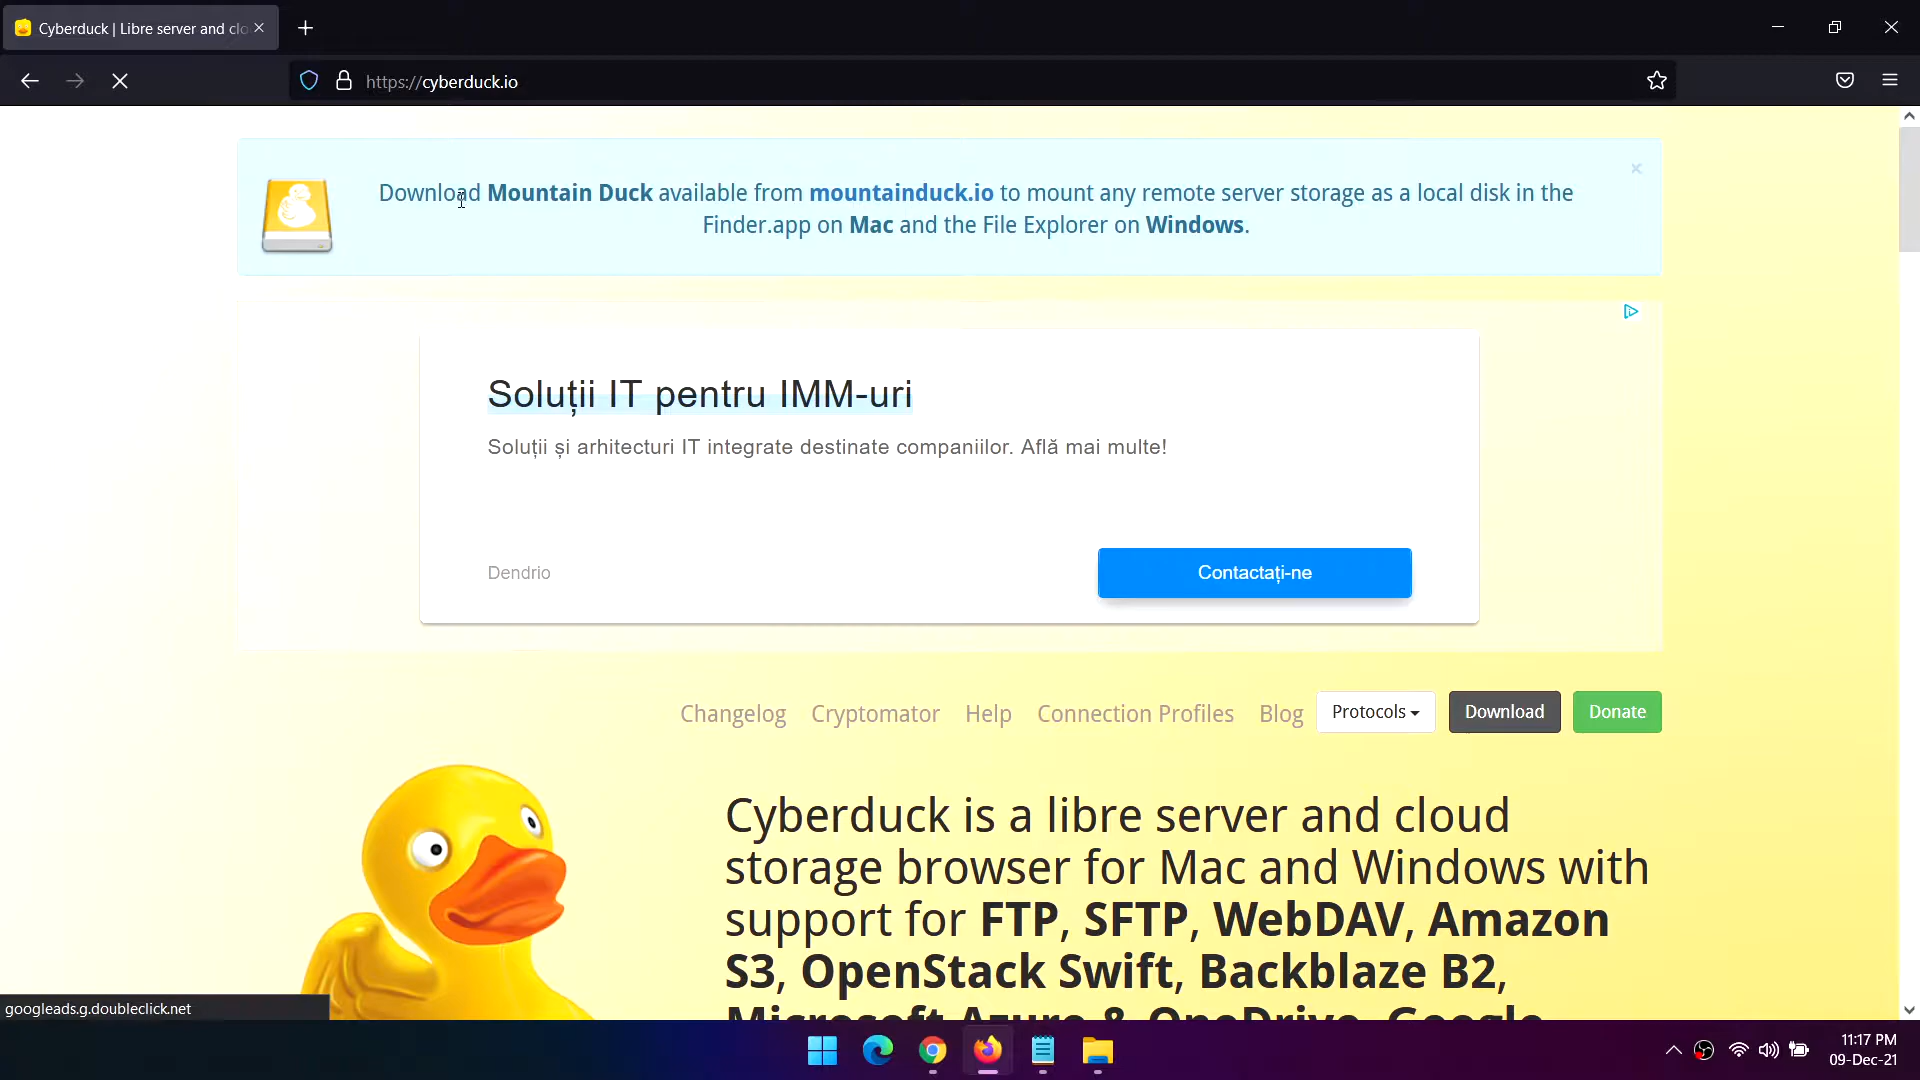 Cyberduck | Libre server and clo
https://cyberduck.io
Download Mountain Duck available from mountainduck.io to mount any remote server storage as a local disk in the
Finder.app on Mac and the File Explorer on Windows.
Soluții IT pentru IMM-uri
Soluții și arhitecturi IT integrate destinate companiilor. Află mai multe!
Dendrio
Contactați-ne
Changelog Cryptomator Help Connection Profiles Blog Protocols Download Donate
Cyberduck is a libre server and cloud
storage browser for Mac and Windows with
support for FTP, SFTP, WebDAV, Amazon
S3, OpenStack Swift, Backblaze B2,
Microsoft Azure & OneDrive, Google
googleads.g.doubleclick.net
11:17 PM
09-Dec-21